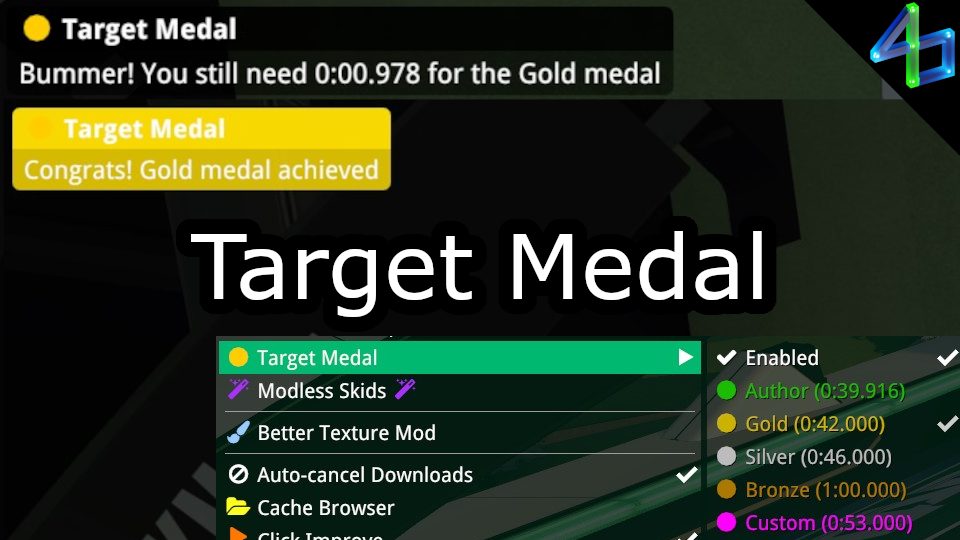 Target Medal
Bummer! You still need 0:00.978 for the Gold medal
Target Medal
Congrats! Gold medal achieved
Target Medal
Target Medal
Modless Skids
Better Texture Mod
Auto-cancel Downloads
Cache Browser
Click Improve
Enabled
Author (0:39.916)
Gold (0:42.000)
Silver (0:46.000)
Bronze (1:00.000)
Custom (0:53.000)